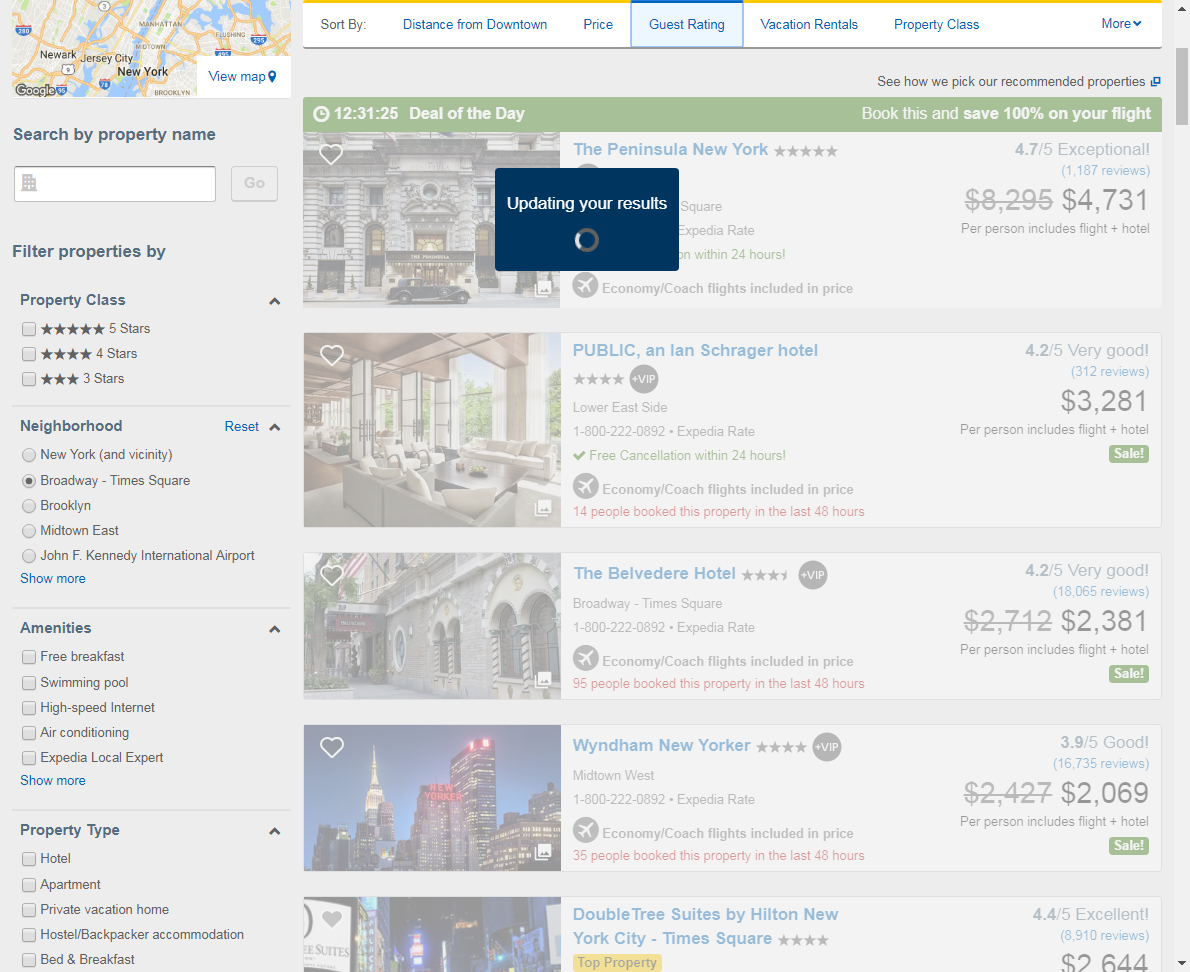 MANHATTAN
FLUSHING
Newark
Jersey City
MIDTOWN
New York
BROOKLYN
Google
View map
Search by property name
Go
Filter properties by
Property Class
5 Stars
4 Stars
3 Stars
Neighborhood Reset
New York (and vicinity)
Broadway - Times Square
Brooklyn
Midtown East
John F. Kennedy International Airport
Show more
Amenities
Free breakfast
Swimming pool
High-speed Internet
Air conditioning
Expedia Local Expert
Show more
Property Type
Hotel
Apartment
Private vacation home
Hostel/Backpacker accommodation
Bed & Breakfast
Sort By: Distance from Downtown Price Guest Rating Vacation Rentals Property Class More
See how we pick our recommended properties
12:31:25 Deal of the Day Book this and save 100% on your flight
The Peninsula New York 4.7/5 Exceptional!
(1,187 reviews)
Updating your results
$8,295 $4,731
Square
Expedia Rate Per person includes flight + hotel
on within 24 hours!
THE PENINSULA
Economy/Coach flights included in price
PUBLIC, an Ian Schrager hotel 4.2/5 Very good!
+VIP (312 reviews)
Lower East Side $3,281
1-800-222-0892 • Expedia Rate Per person includes flight + hotel
Free Cancellation within 24 hours! Sale!
Economy/Coach flights included in price
14 people booked this property in the last 48 hours
The Belvedere Hotel +VIP 4.2/5 Very good!
(18,065 reviews)
Broadway - Times Square $2,712 $2,381
1-800-222-0892 • Expedia Rate Per person includes flight + hotel
Economy/Coach flights included in price Sale!
95 people booked this property in the last 48 hours
Wyndham New Yorker +VIP 3.9/5 Good!
(16,735 reviews)
Midtown West $2,427 $2,069
NEW YORKER
1-800-222-0892 • Expedia Rate Per person includes flight + hotel
Economy/Coach flights included in price Sale!
35 people booked this property in the last 48 hours
DoubleTree Suites by Hilton New York City - Times Square 4.4/5 Excellent!
(8,910 reviews)
EE SUITES
Top Property $2,644